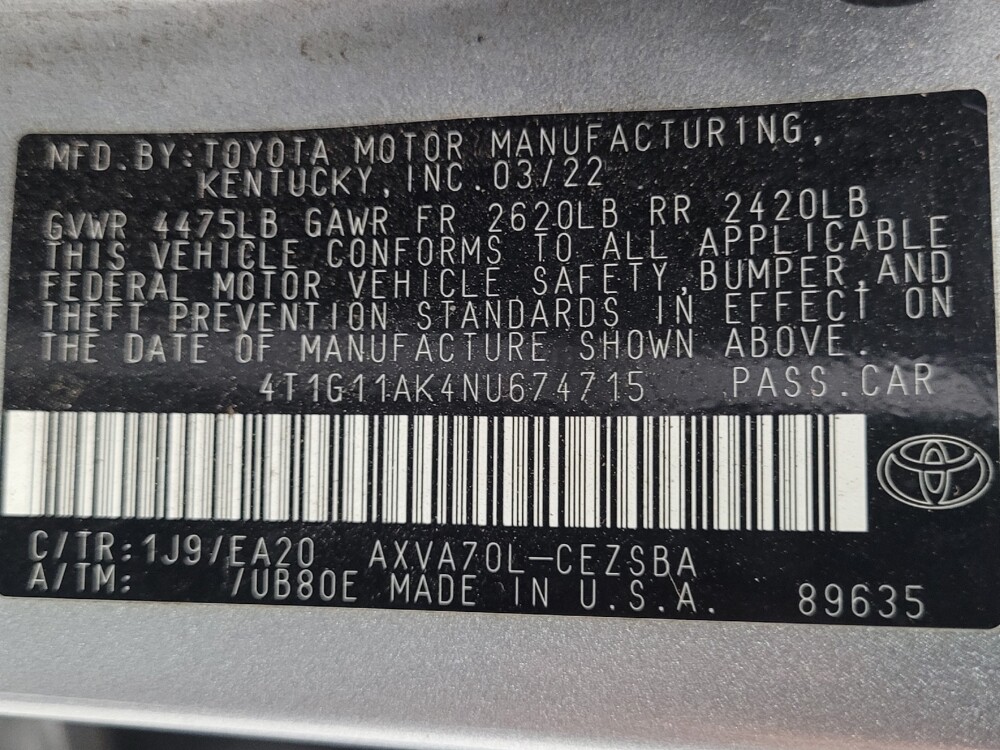 MFD. BY: TOYOTA MOTOR MANUFACTUR1NG,
KENTUCKY, INC. 03/22
GVWR 4475LB GAWR FR 2620LB RR 2420LB
THIS VEHICLE CONFORMS TO ALL APPLICABLE
FEDERAL MOTOR VEHICLE SAFETY, BUMPER, AND
THEFT PREVENTION STANDARDS IN EFFECT ON
THE DATE OF MANUFACTURE SHOWN ABOVE.
4T1G11AK4NU674715 PASS. CAR
C/TR: 1J9/EA20 AXVA70L-CEZSBA
A/TM: /UB80E MADE IN U.S.A. 89635